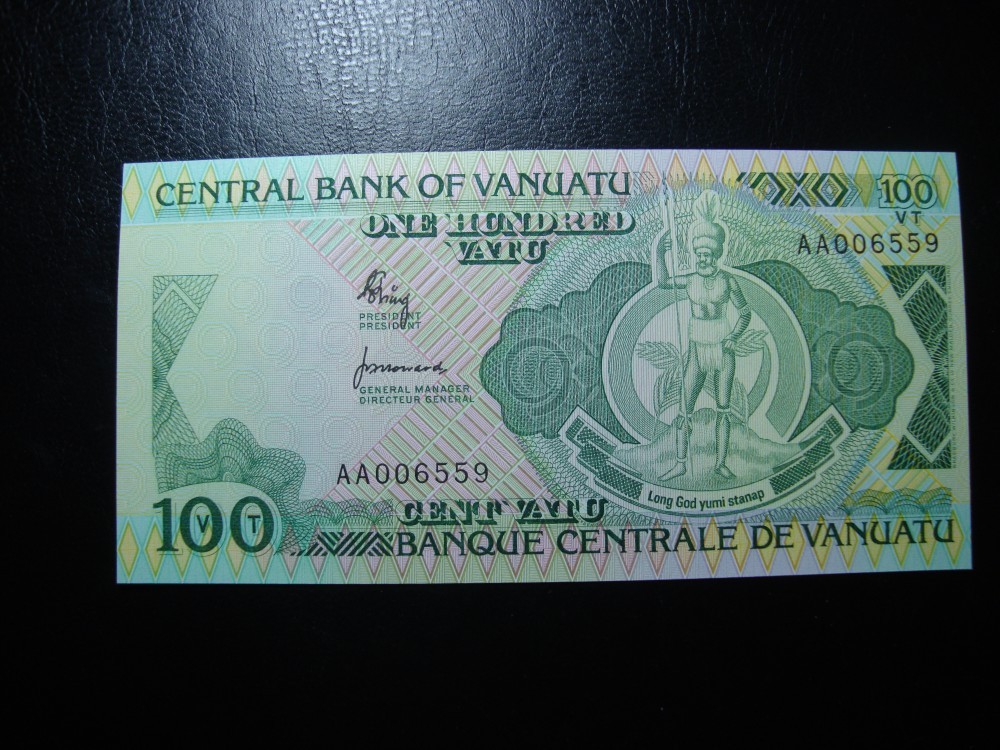 CENTRAL BANK OF VANUATU
100
VT
ONE HUNDRED
VATU
AA006559
PRESIDENT
PRESIDENT
GENERAL MANAGER
DIRECTEUR GENERAL
AA006559
Long God yumi stanap
100
V T
CENT VATU
BANQUE CENTRALE DE VANUATU